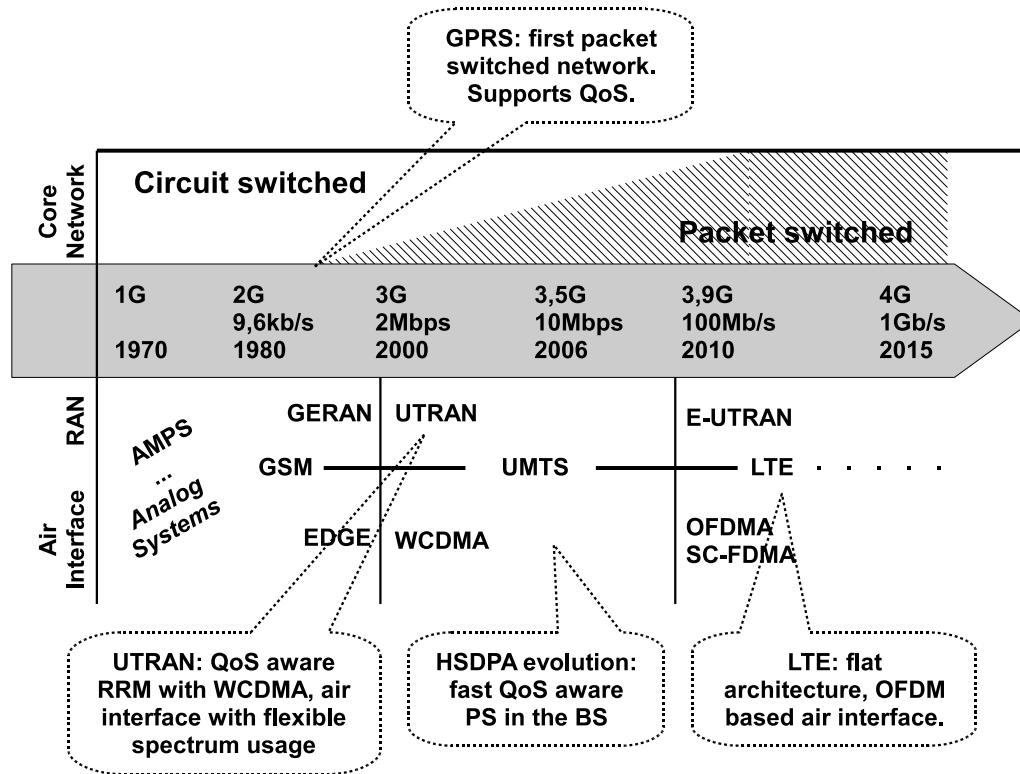 GPRS: first packet
switched network.
Supports QoS.
Core
Network
Circuit switched
Packet switched
1G
1970
2G
9,6kb/s
1980
3G
2Mbps
2000
3,5G
10Mbps
2006
3,9G
100Mb/s
2010
4G
1Gb/s
2015
RAN
Air
Interface
AMPS
...
Analog
Systems
GERAN
UTRAN
E-UTRAN
GSM
UMTS
LTE
EDGE
WCDMA
OFDMA
SC-FDMA
UTRAN: QoS aware
RRM with WCDMA, air
interface with flexible
spectrum usage
HSDPA evolution:
fast QoS aware
PS in the BS
LTE: flat
architecture, OFDM
based air interface.